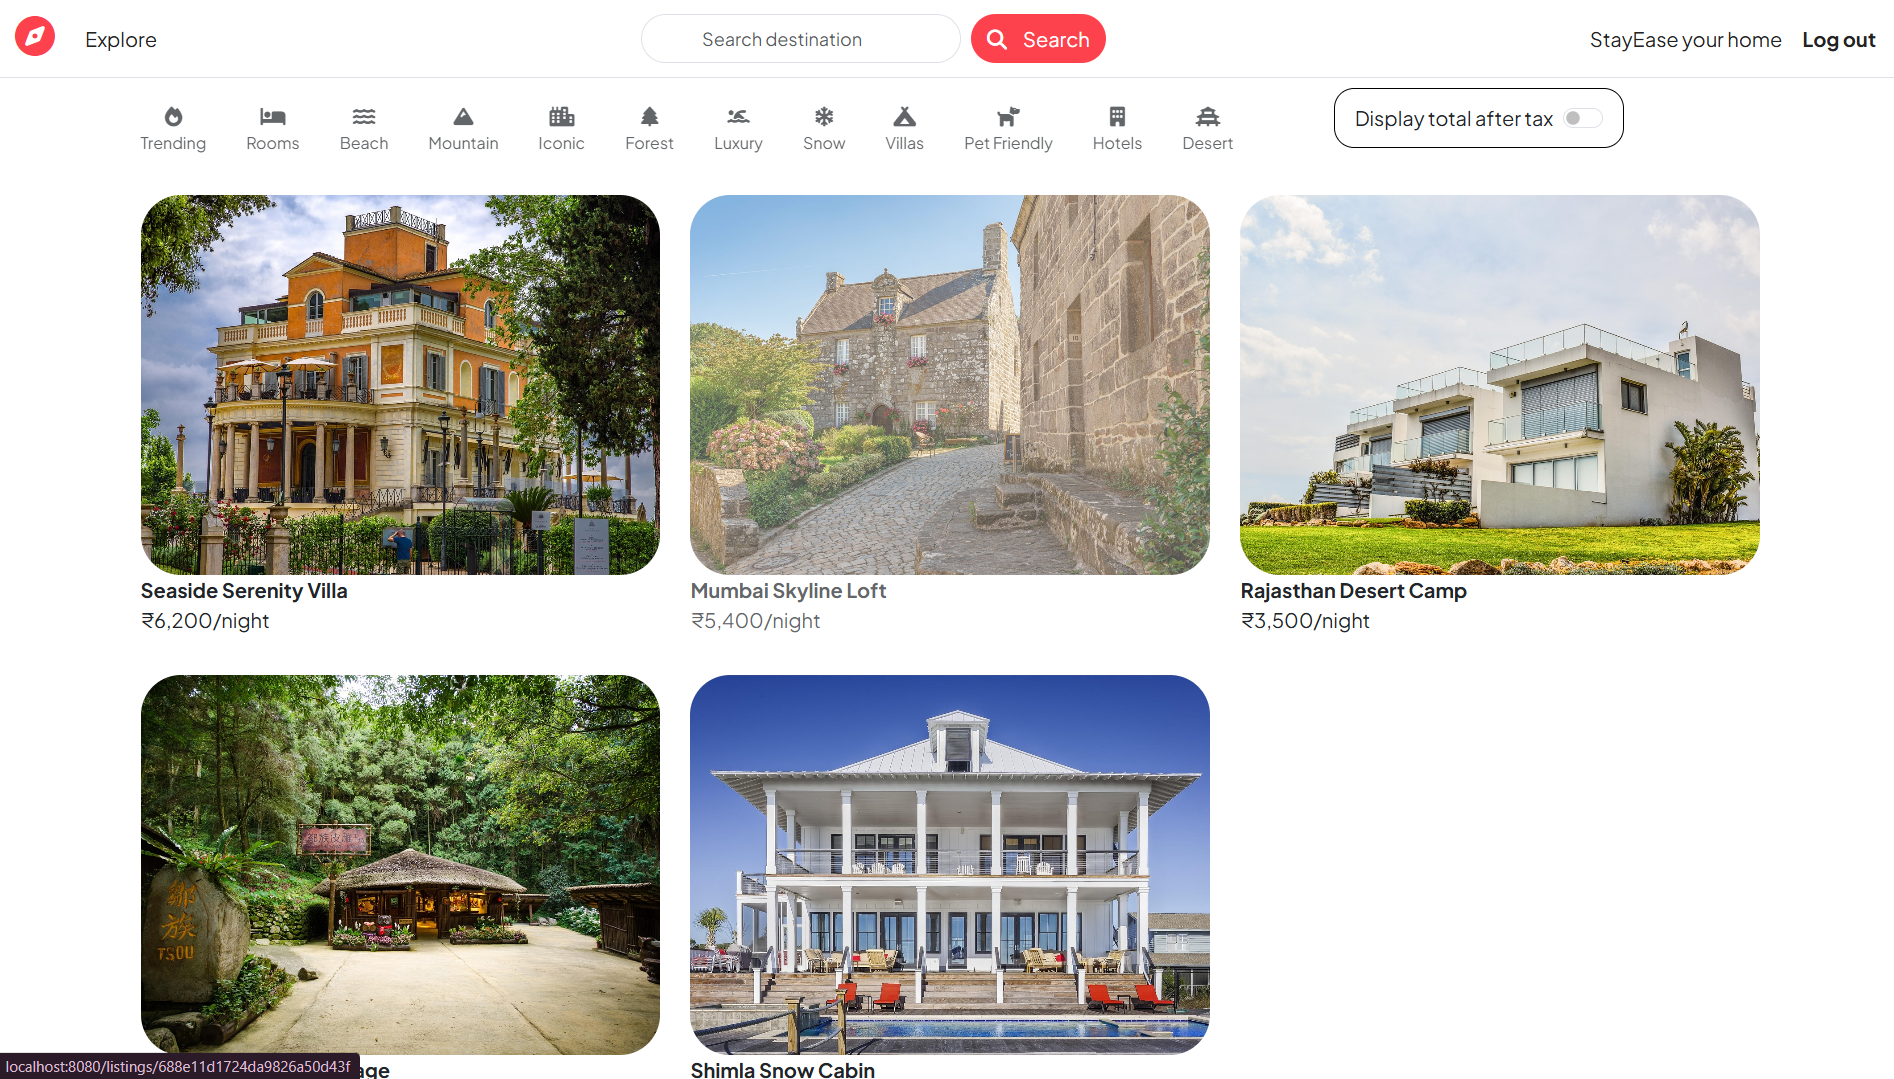 Explore
Search destination
Search
StayEase your home
Log out
Trending
Rooms
Beach
Mountain
Iconic
Forest
Luxury
Snow
Villas
Pet Friendly
Hotels
Desert
Display total after tax
Seaside Serenity Villa
₹6,200/night
Mumbai Skyline Loft
₹5,400/night
Rajasthan Desert Camp
₹3,500/night
鄒族
TSOU
localhost:8080/listings/688e11d1724da9826a50d43f
age
Shimla Snow Cabin